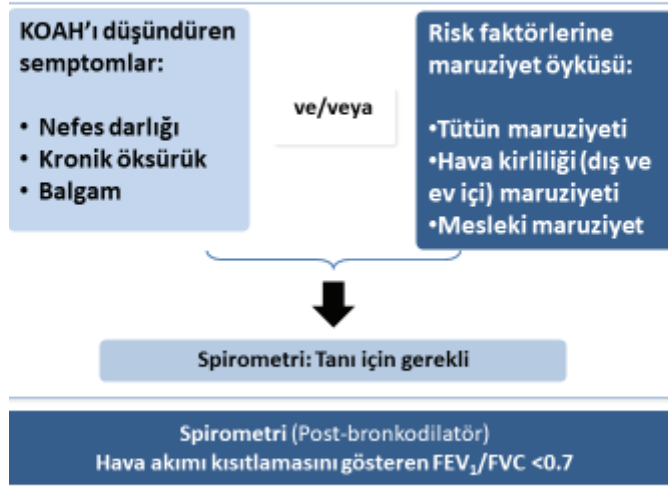 KOAH’ı düşündüren
semptomlar:
• Nefes darlığı
• Kronik öksürük
• Balgam
ve/veya
Risk faktörlerine
maruziyet öyküsü:
•Tütün maruziyeti
•Hava kirliliği (dış ve
ev içi) maruziyeti
•Mesleki maruziyet
Spirometri: Tanı için gerekli
Spirometri (Post-bronkodilatör)
Hava akımı kısıtlamasını gösteren FEV₁/FVC <0.7